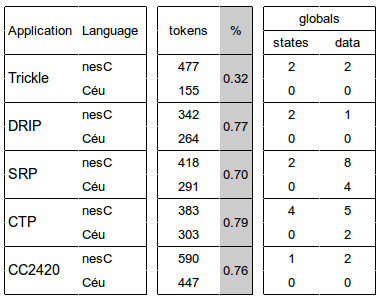 globals
Application Language tokens % states data
Trickle nesC 477 0.32 2 2
Céu 155 0 0
DRIP nesC 342 0.77 2 1
Céu 264 0 0
SRP nesC 418 0.70 2 8
Céu 291 0 4
CTP nesC 383 0.79 4 5
Céu 303 0 2
CC2420 nesC 590 0.76 1 2
Céu 447 0 0